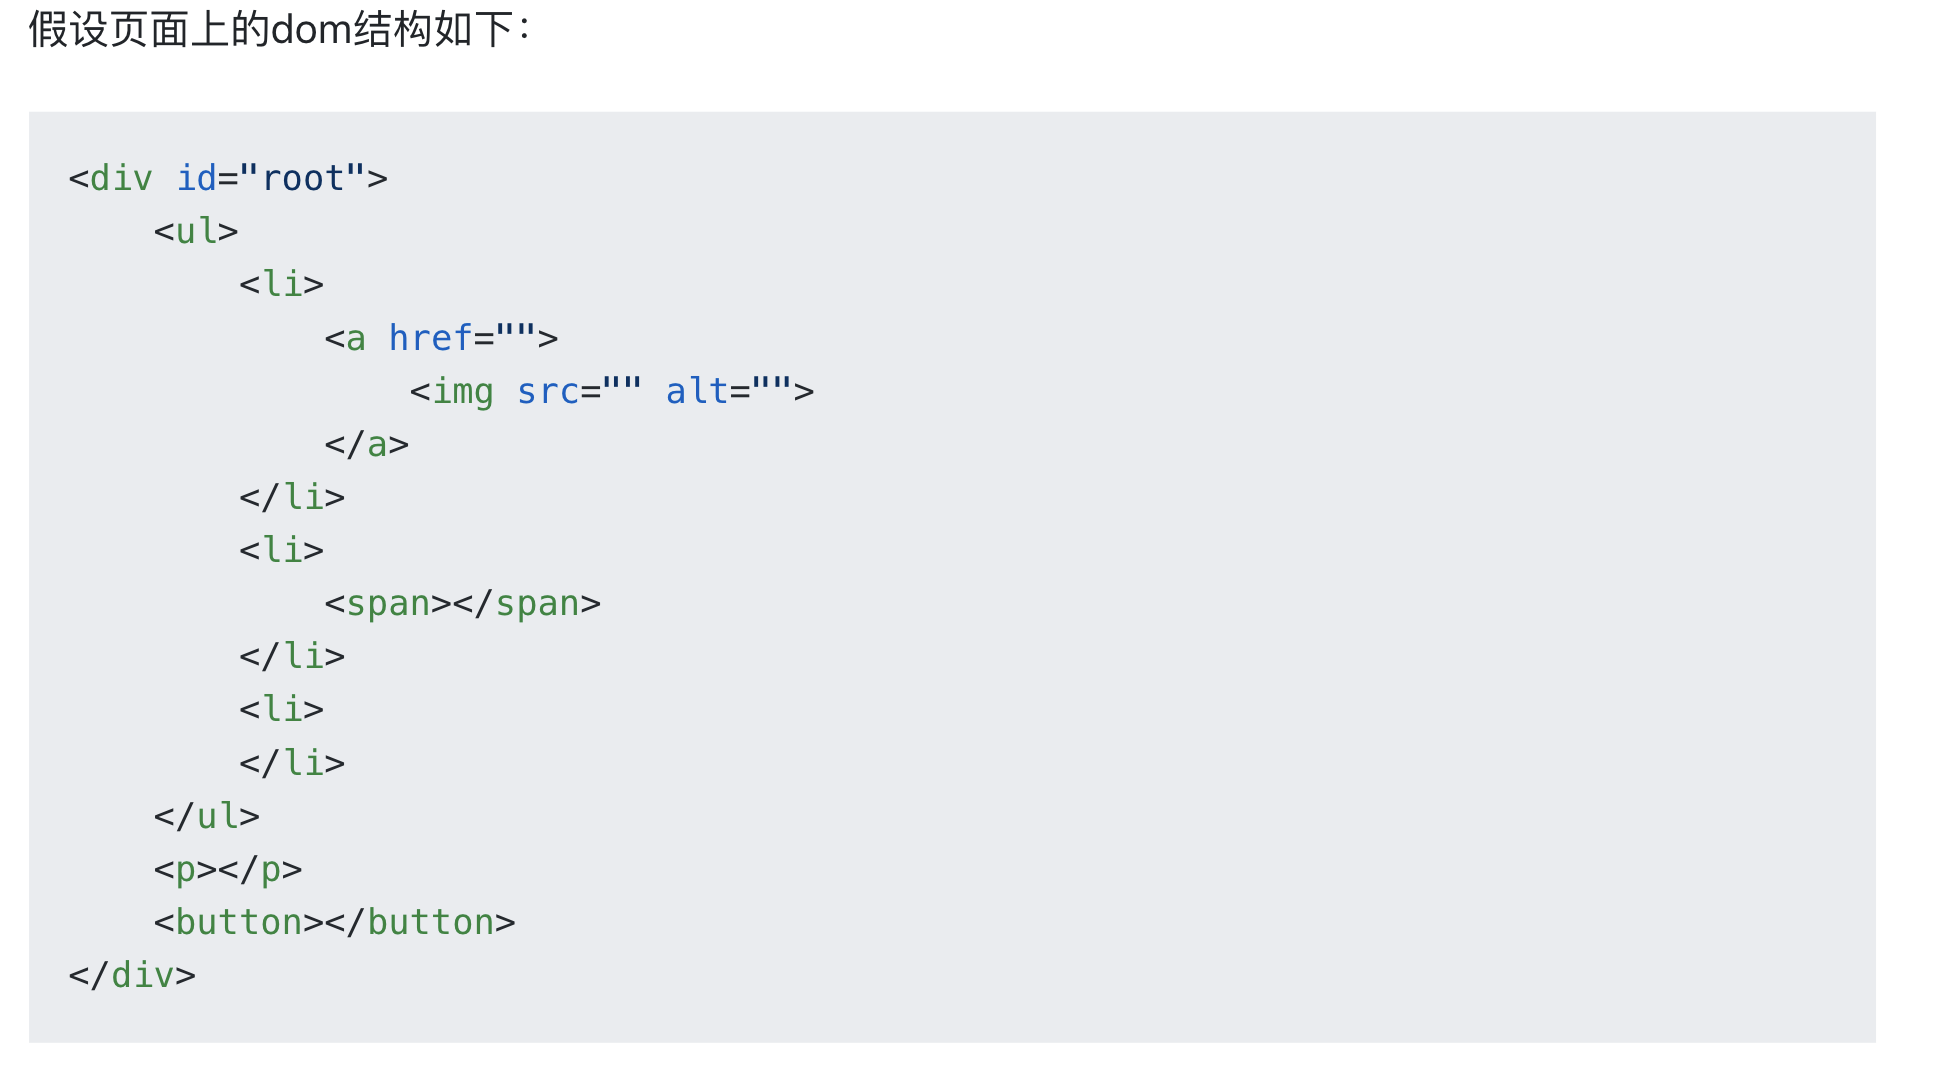 假设页面上的dom结构如下：
<div id="root">
    <ul>
        <li>
            <a href="">
                <img src="" alt="">
            </a>
        </li>
        <li>
            <span></span>
        </li>
        <li>
        </li>
    </ul>
    <p></p>
    <button></button>
</div>